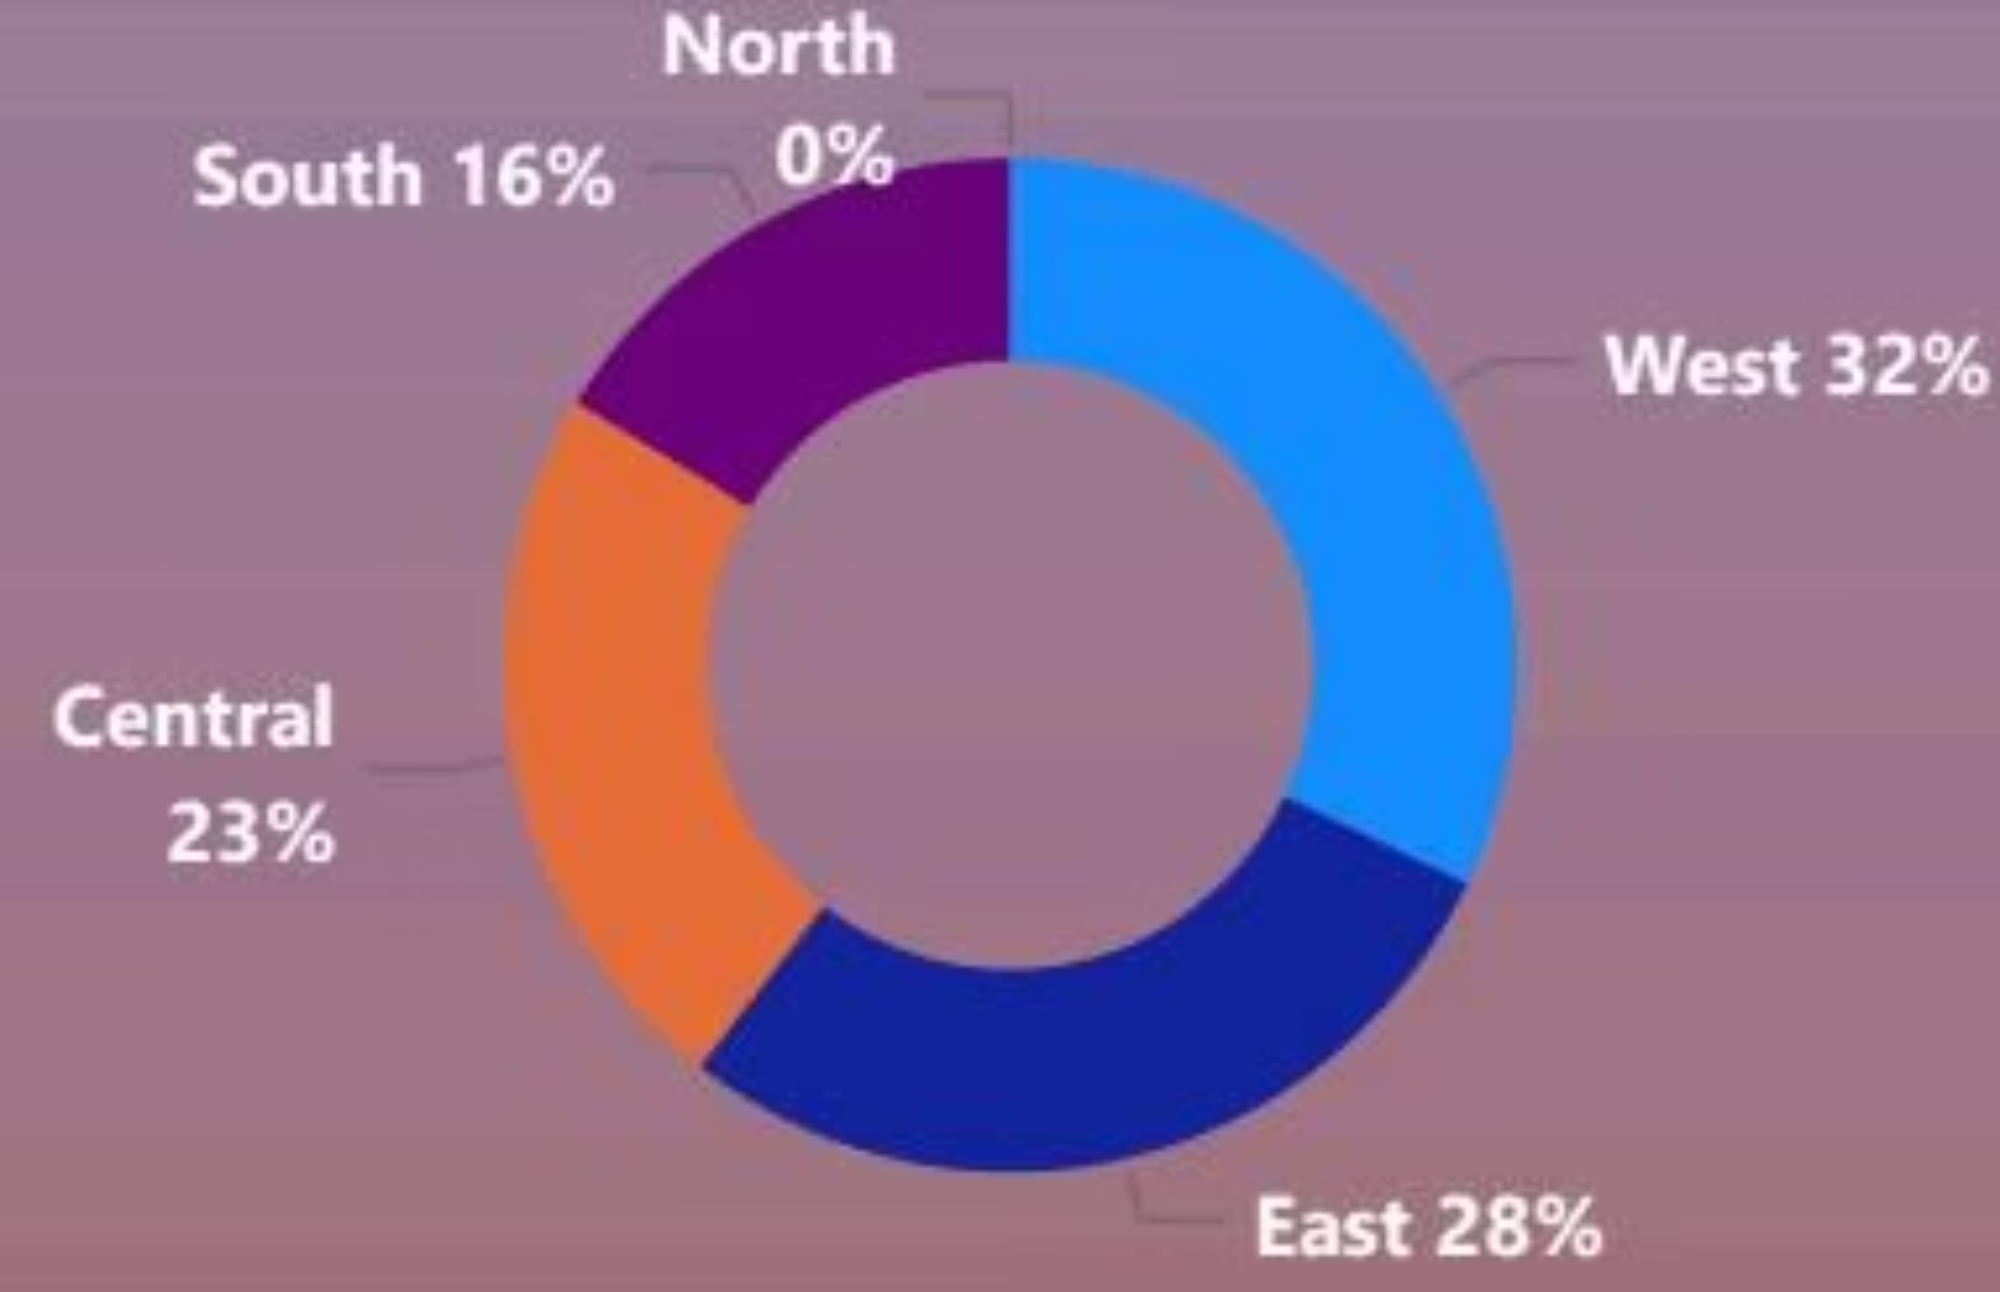 North
0%
South 16%
West 32%
Central
23%
East 28%